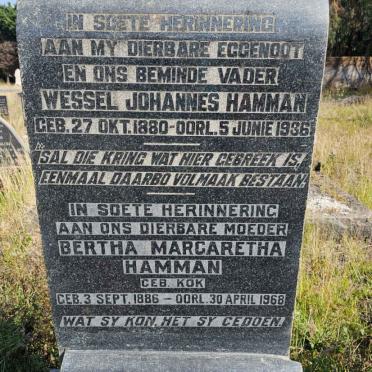 IN SOETE HERINNERING
AAN MY DIERBARE EGGENOOT
EN ONS BEMINDE VADER
WESSEL JOHANNES HAMMAN
GEB. 27 OKT. 1880 - OORL. 5 JUNIE 1936
SAL DIE KRING WAT HIER GEBREEK IS
EENMAAL DAARBO VOLMAAK BESTAAN.
IN SOETE HERINNERING
AAN ONS DIERBARE MOEDER
BERTHA MARGARETHA
HAMMAN
GEB. KOK
GEB. 3 SEPT. 1886 - OORL. 30 APRIL 1968
WAT SY KON, HET SY GEDOEN.